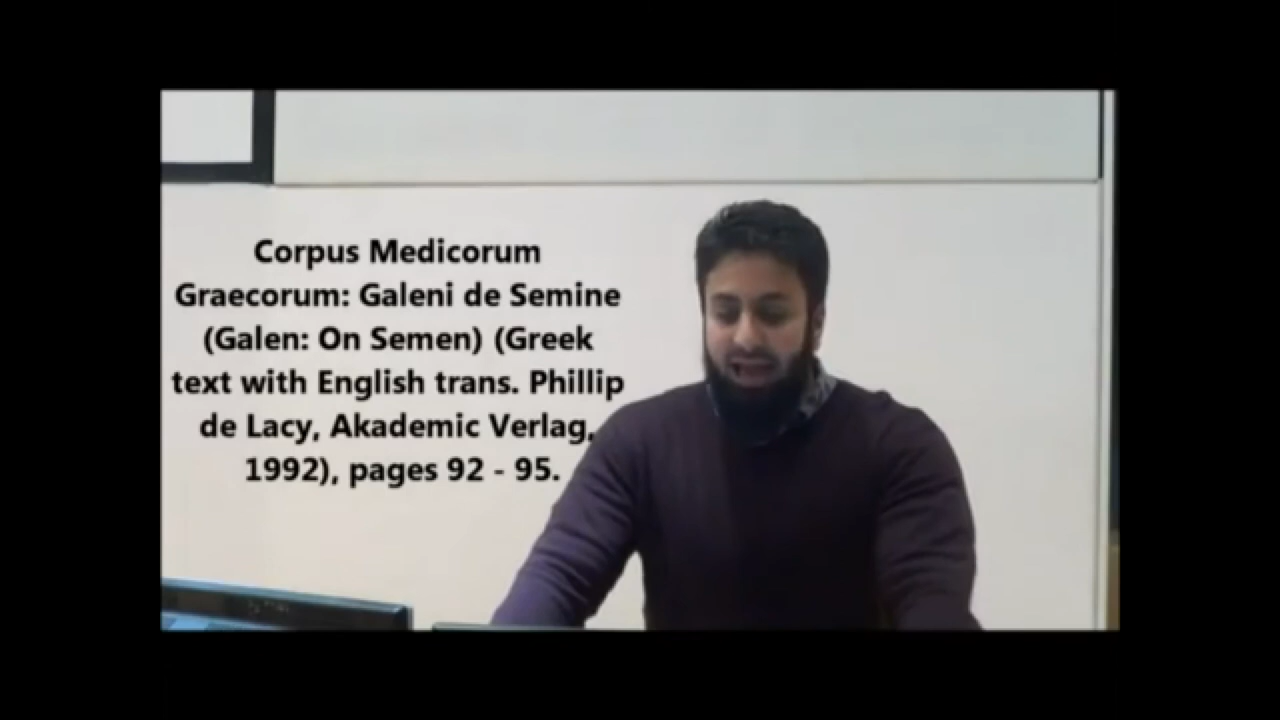 Corpus Medicorum
Graecorum: Galeni de Semine
(Galen: On Semen) (Greek
text with English trans. Phillip
de Lacy, Akademic Verlag,
1992), pages 92 - 95.